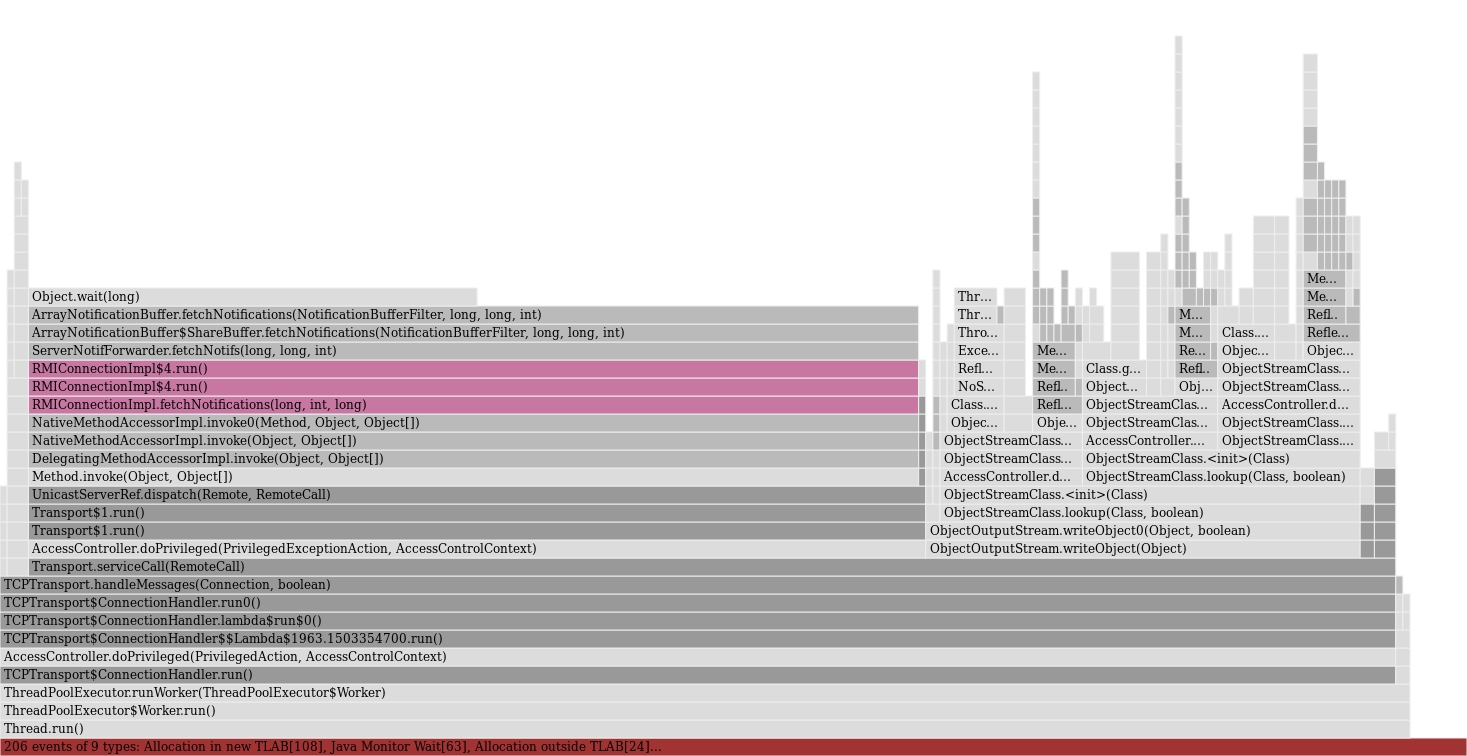 Me...
Object.wait(long)
Thr...
Me...
ArrayNotificationBuffer.fetchNotifications(NotificationBufferFilter, long, long, int)
Thr...
M...
Refl..
ArrayNotificationBuffer$ShareBuffer.fetchNotifications(NotificationBufferFilter, long, long, int)
Thro...
M...
Class....
Refle...
ServerNotifForwarder.fetchNotifs(long, long, int)
Exce...
Me...
Re...
Objec...
Objec...
RMIConnectionImpl$4.run()
Refl...
Me...
Class.g...
Refl..
ObjectStreamClass...
RMIConnectionImpl$4.run()
NoS...
Refl..
Object...
Obj...
ObjectStreamClass...
RMIConnectionImpl.fetchNotifications(long, int, long)
Class....
Refl...
ObjectStreamClas...
AccessController.d...
NativeMethodAccessorImpl.invoke0(Method, Object, Object[])
Objec...
Obje...
ObjectStreamClas...
ObjectStreamClass....
NativeMethodAccessorImpl.invoke(Object, Object[])
ObjectStreamClass...
AccessController....
ObjectStreamClass....
DelegatingMethodAccessorImpl.invoke(Object, Object[])
ObjectStreamClass...
ObjectStreamClass.<init>(Class)
Method.invoke(Object, Object[])
AccessController.d...
ObjectStreamClass.lookup(Class, boolean)
UnicastServerRef.dispatch(Remote, RemoteCall)
ObjectStreamClass.<init>(Class)
Transport$1.run()
ObjectStreamClass.lookup(Class, boolean)
Transport$1.run()
ObjectOutputStream.writeObject0(Object, boolean)
AccessController.doPrivileged(PrivilegedExceptionAction, AccessControlContext)
ObjectOutputStream.writeObject(Object)
Transport.serviceCall(RemoteCall)
TCPTransport.handleMessages(Connection, boolean)
TCPTransport$ConnectionHandler.run0()
TCPTransport$ConnectionHandler.lambda$run$0()
TCPTransport$ConnectionHandler$$Lambda$1963.1503354700.run()
AccessController.doPrivileged(PrivilegedAction, AccessControlContext)
TCPTransport$ConnectionHandler.run()
ThreadPoolExecutor.runWorker(ThreadPoolExecutor$Worker)
ThreadPoolExecutor$Worker.run()
Thread.run()
206 events of 9 types: Allocation in new TLAB[108], Java Monitor Wait[63], Allocation outside TLAB[24]...